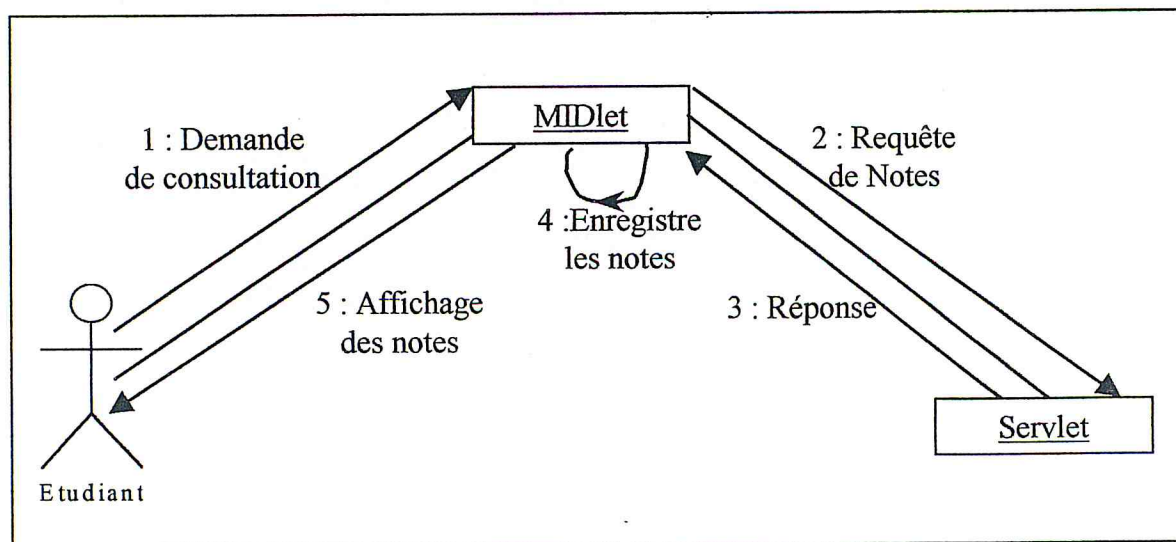 MIDlet
1 : Demande
de consultation
2 : Requête
de Notes
4 :Enregistre
les notes
5 : Affichage
des notes
3 : Réponse
Servlet
Etudiant